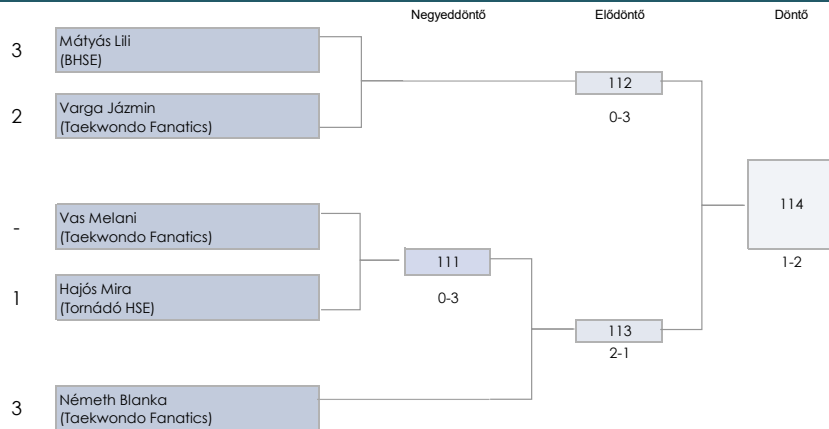 Negyeddöntő Elődöntő Döntő
3 Mátyás Lili
(BHSE)
112
2 Varga Jázmin
(Taekwondo Fanatics)
0-3
- Vas Melani
(Taekwondo Fanatics)
114
111
1-2
1 Hajós Mira
(Tornádó HSE)
0-3
113
2-1
3 Németh Blanka
(Taekwondo Fanatics)